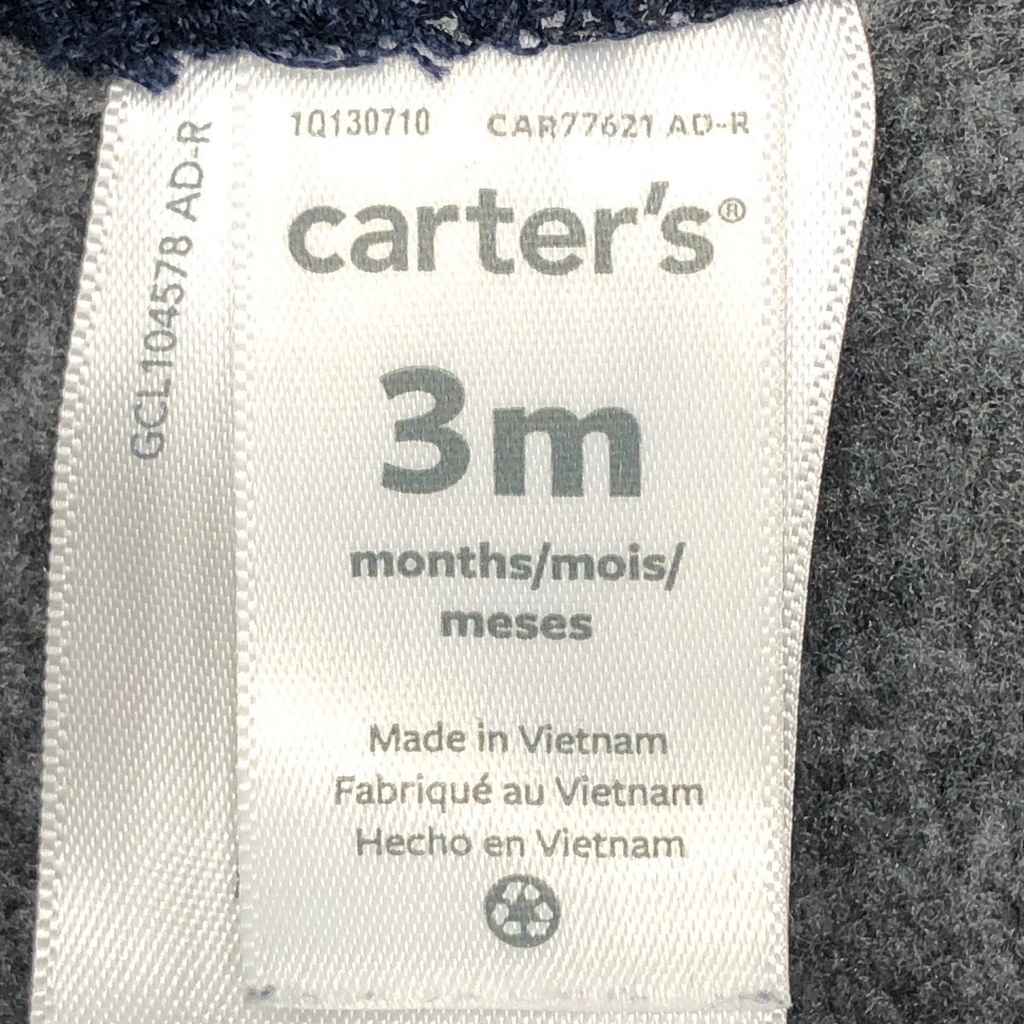 1Q130710 CAR77621 AD-R
carter's®
3m
months/mois/
meses
Made in Vietnam
Fabriqué au Vietnam
Hecho en Vietnam
GCL104578 AD-R